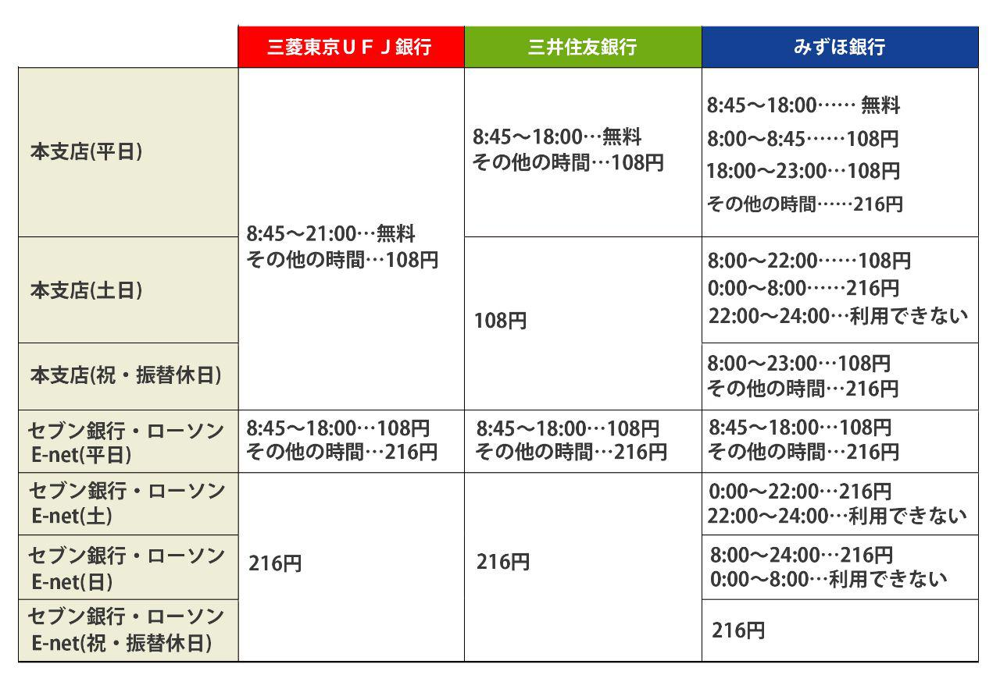 三菱東京ＵＦＪ銀行
三井住友銀行
みずほ銀行
本支店(平日)
8:45〜21:00…無料
その他の時間…108円
8:45〜18:00…無料
その他の時間…108円
8:45〜18:00…… 無料
8:00〜8:45……108円
18:00〜23:00…108円
その他の時間……216円
本支店(土日)
108円
8:00〜22:00……108円
0:00〜8:00……216円
22:00〜24:00…利用できない
本支店(祝・振替休日)
8:00〜23:00…108円
その他の時間…216円
セブン銀行・ローソン
E-net(平日)
8:45〜18:00…108円
その他の時間…216円
8:45〜18:00…108円
その他の時間…216円
8:45〜18:00…108円
その他の時間…216円
セブン銀行・ローソン
E-net(土)
216円
216円
0:00〜22:00…216円
22:00〜24:00…利用できない
セブン銀行・ローソン
E-net(日)
8:00〜24:00…216円
0:00〜8:00…利用できない
セブン銀行・ローソン
E-net(祝・振替休日)
216円